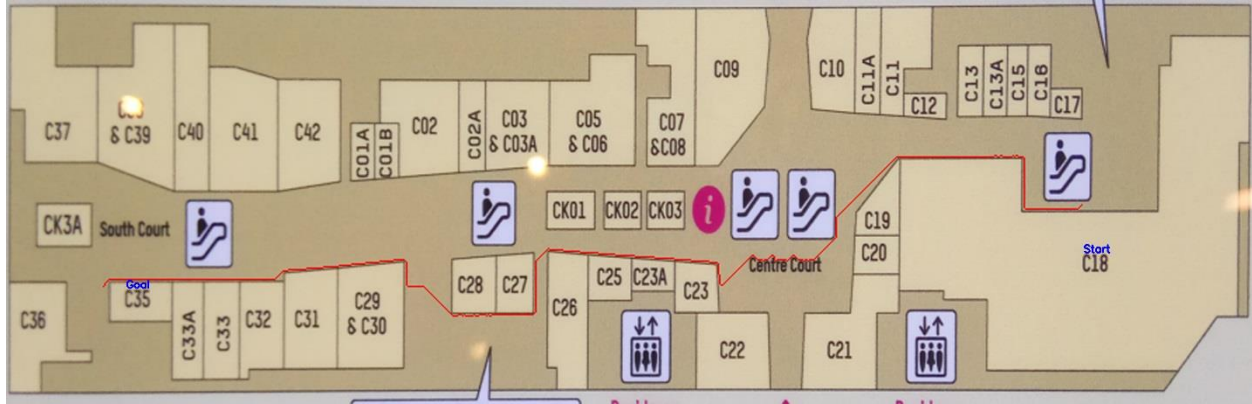 C37
& C39
C40
C41
C42
C01A
C01B
C02
C02A
C03
& C03A
C05
& C06
C07
& C08
C09
C10
C11A
C11
C12
C13
C13A
C15
C16
C17
CK3A
South Court
CK01
CK02
CK03
i
Centre Court
C19
C20
Start
C18
Goal
C35
C36
C33A
C33
C32
C31
C29
& C30
C28
C27
C26
C25
C23A
C23
C22
C21